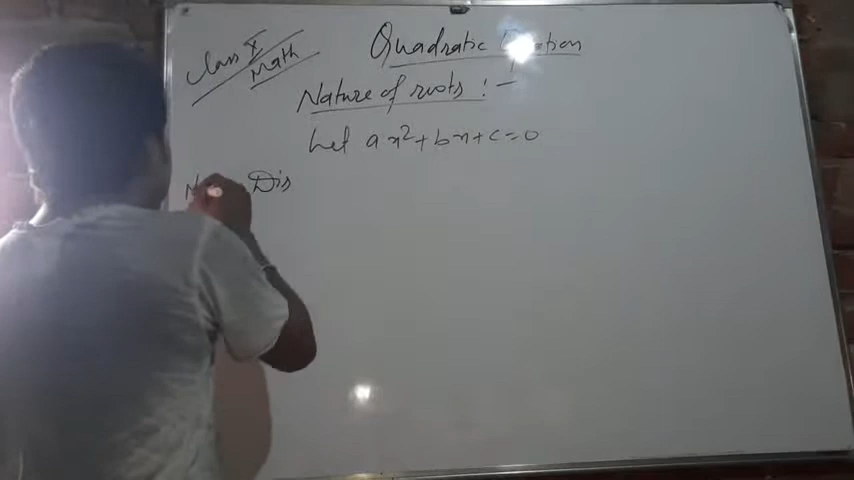 Class X
Math
Quadratic
Nature of roots :-
Let ax²+bx+c=0
Dis